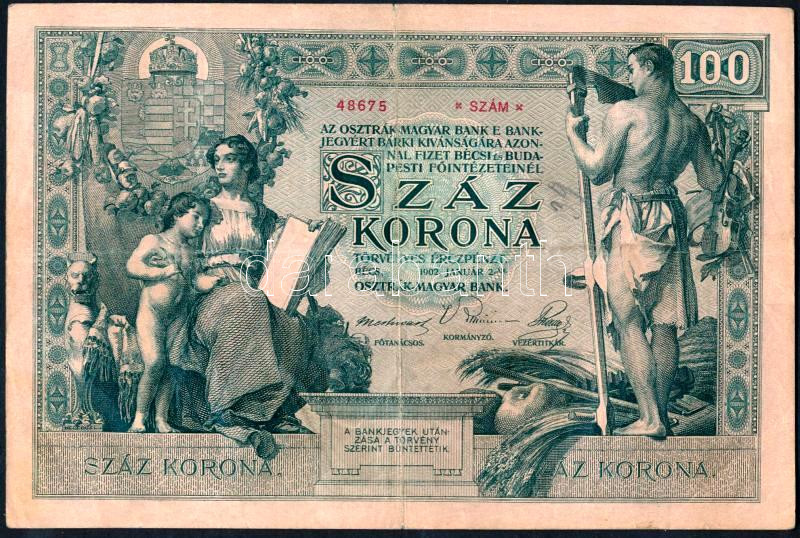 100
48675 * SZÁM *
AZ OSZTRÁK-MAGYAR BANK E BANK-
JEGYÉRT BÁRKI KIVÁNSÁGÁRA AZON-
NAL FIZET BÉCSI ÉS BUDA-
PESTI FŐINTÉZETEINÉL
SZÁZ
KORONA
TÖRVÉNYES ÉRCZPÉNZT.
BÉCS, 1902. JANUÁR 2-ÁN
OSZTRÁK-MAGYAR BANK.
FŐTANÁCSOS. KORMÁNYZÓ. VEZÉRTITKÁR.
A BANKJEGYEK UTÁN-
ZÁSA A TÖRVÉNY
SZERINT BÜNTETTETIK.
SZÁZ KORONA.
ÁZ KORONA.